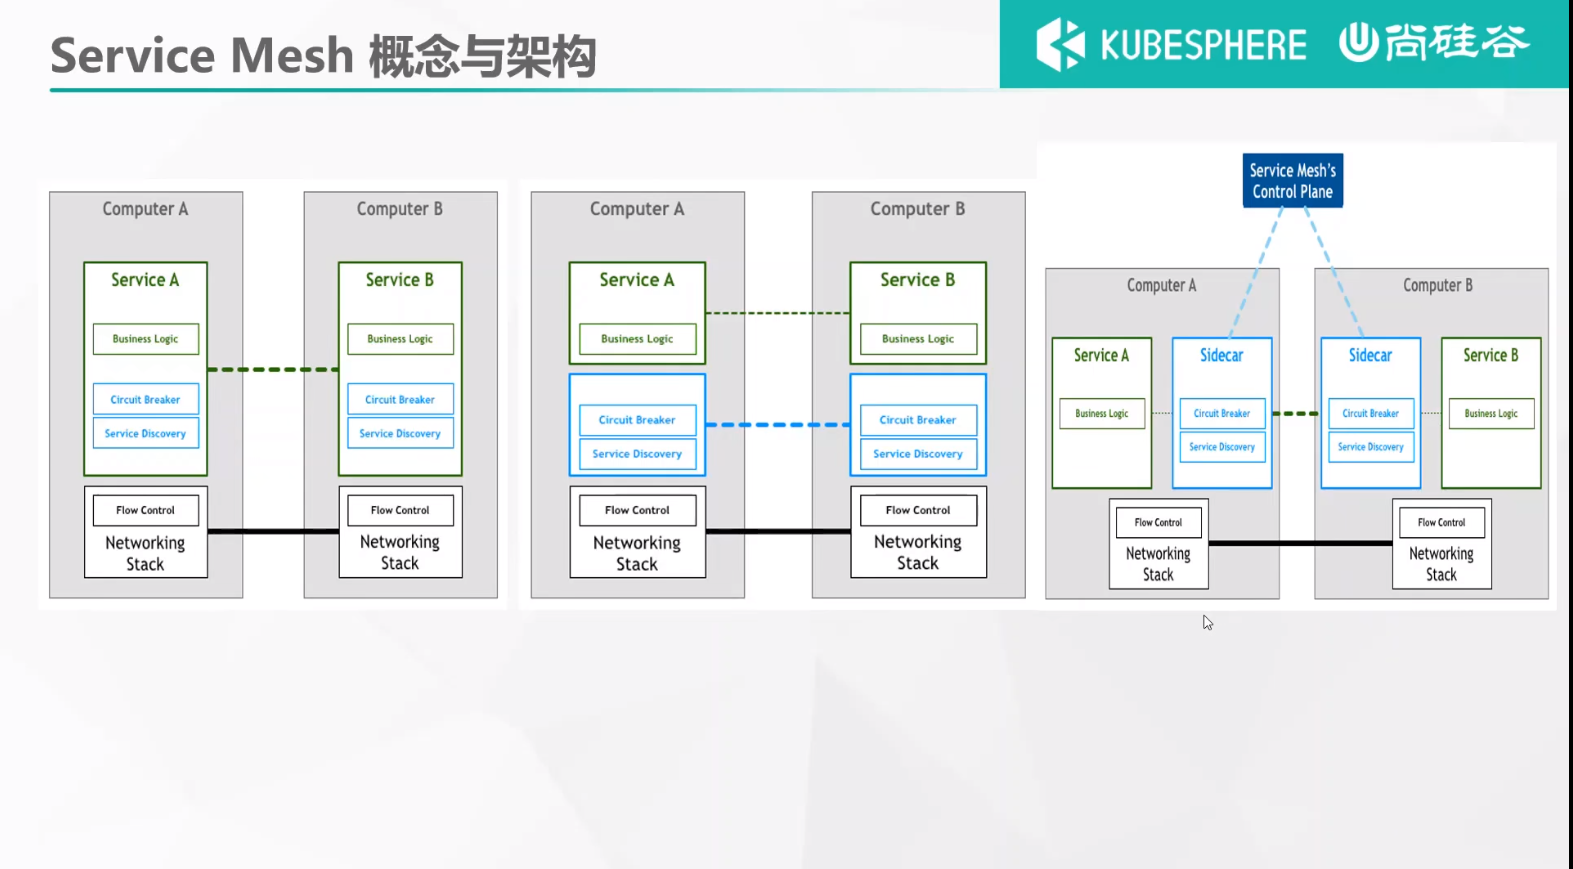 Service Mesh 概念与架构
KUBESPHERE
尚硅谷
Computer A
Service A
Business Logic
Circuit Breaker
Service Discovery
Flow Control
Networking
Stack
Computer B
Service B
Business Logic
Circuit Breaker
Service Discovery
Flow Control
Networking
Stack
Computer A
Service A
Business Logic
Circuit Breaker
Service Discovery
Flow Control
Networking
Stack
Computer B
Service B
Business Logic
Circuit Breaker
Service Discovery
Flow Control
Networking
Stack
Service Mesh's
Control Plane
Computer A
Service A
Business Logic
Sidecar
Circuit Breaker
Service Discovery
Flow Control
Networking
Stack
Computer B
Sidecar
Circuit Breaker
Service Discovery
Service B
Business Logic
Flow Control
Networking
Stack